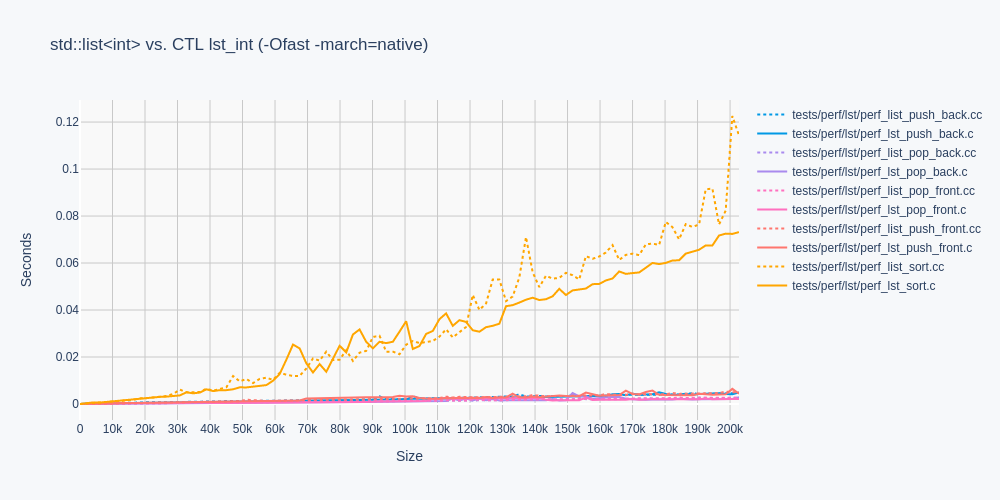 std::list<int> vs. CTL lst_int (-Ofast -march=native)
0.12
0.1
0.08
0.06
0.04
0.02
0
Seconds
0 10k 20k 30k 40k 50k 60k 70k 80k 90k 100k 110k 120k 130k 140k 150k 160k 170k 180k 190k 200k
Size
tests/perf/lst/perf_list_push_back.cc
tests/perf/lst/perf_lst_push_back.c
tests/perf/lst/perf_list_pop_back.cc
tests/perf/lst/perf_lst_pop_back.c
tests/perf/lst/perf_list_pop_front.cc
tests/perf/lst/perf_lst_pop_front.c
tests/perf/lst/perf_list_push_front.cc
tests/perf/lst/perf_lst_push_front.c
tests/perf/lst/perf_list_sort.cc
tests/perf/lst/perf_lst_sort.c